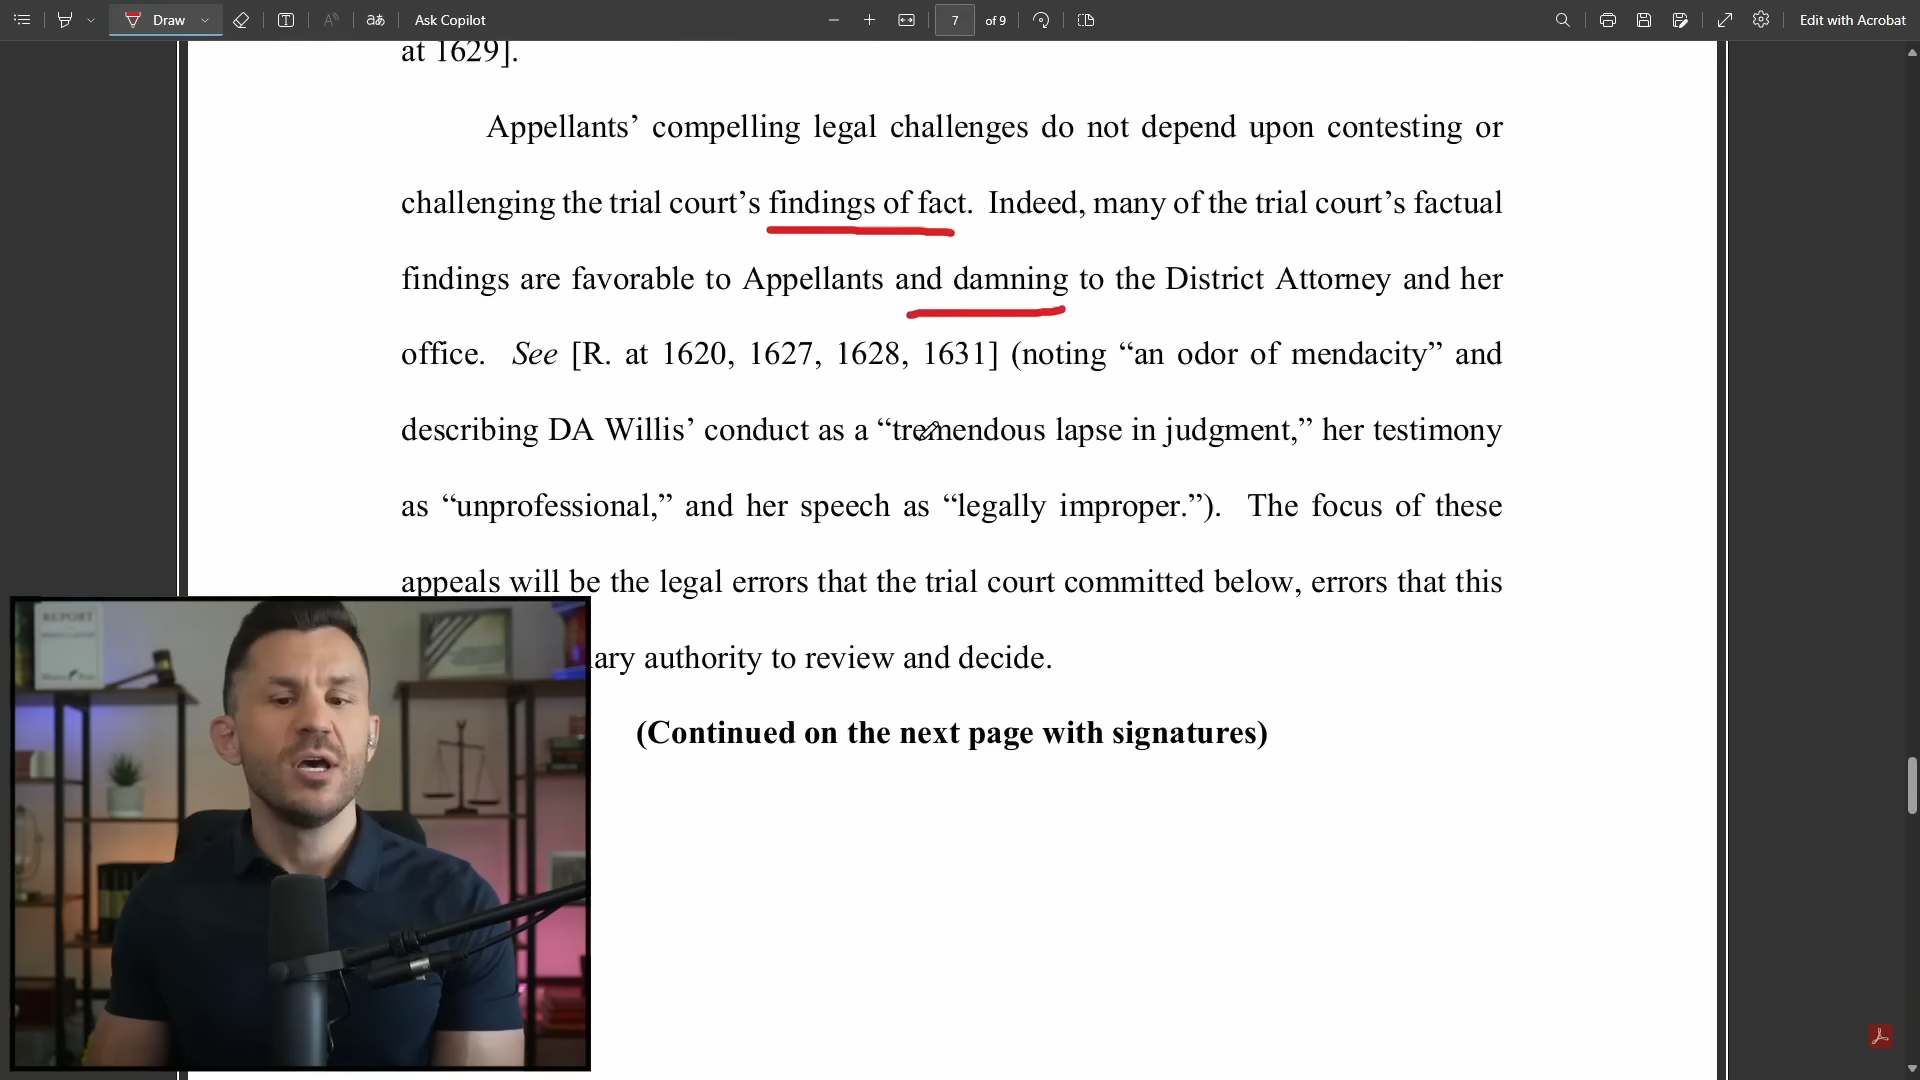 Draw
Ask Copilot
7 of 9
Edit with Acrobat
at 1629].
Appellants’ compelling legal challenges do not depend upon contesting or
challenging the trial court’s findings of fact. Indeed, many of the trial court’s factual
findings are favorable to Appellants and damning to the District Attorney and her
office. See [R. at 1620, 1627, 1628, 1631] (noting “an odor of mendacity” and
describing DA Willis’ conduct as a “tremendous lapse in judgment,” her testimony
as “unprofessional,” and her speech as “legally improper.”). The focus of these
appeals will be the legal errors that the trial court committed below, errors that this
authority to review and decide.
(Continued on the next page with signatures)
REPORT